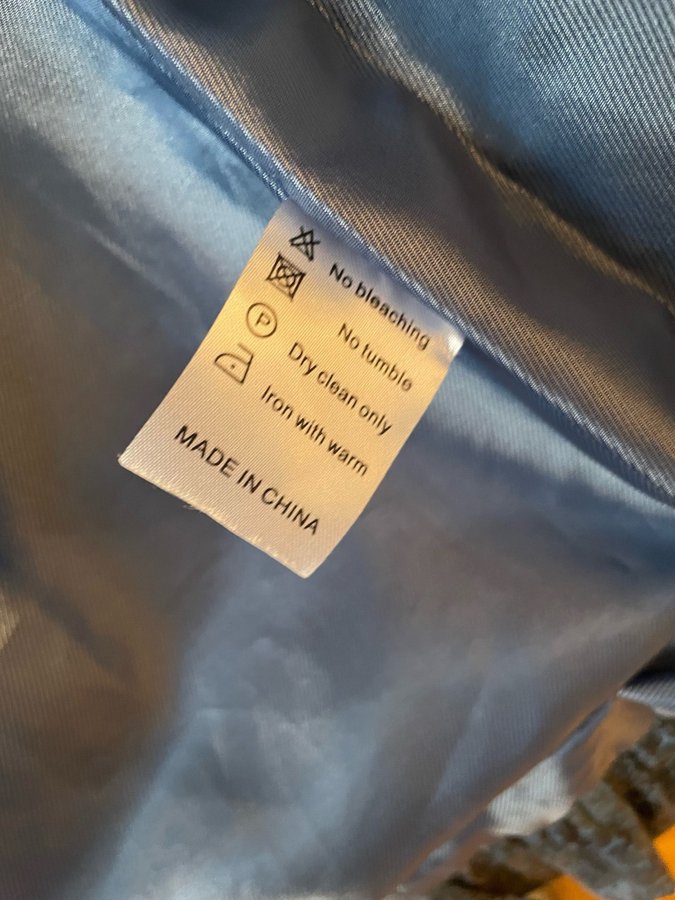 No bleaching
No tumble
P Dry clean only
Iron with warm
MADE IN CHINA